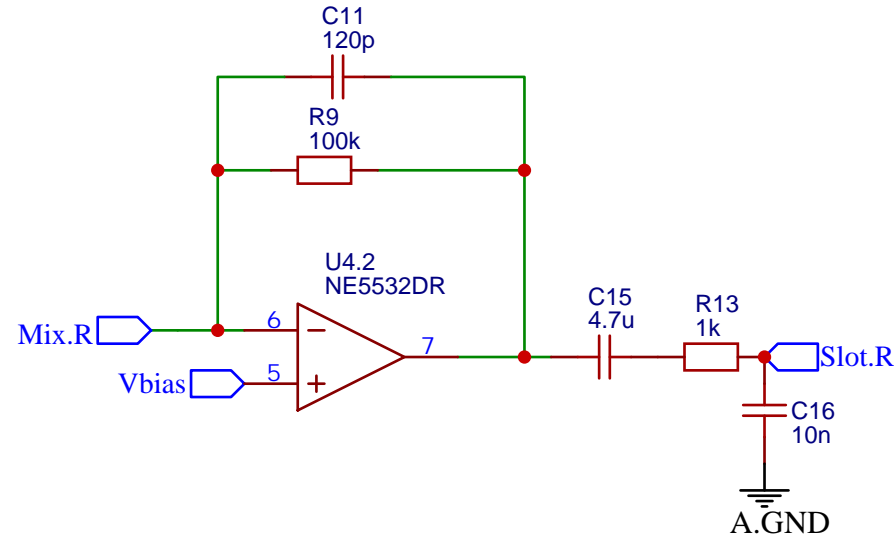 C11
120p
R9
100k
U4.2
NE5532DR
Mix.R
6
Vbias
5
7
C15
4.7u
R13
1k
Slot.R
C16
10n
A.GND